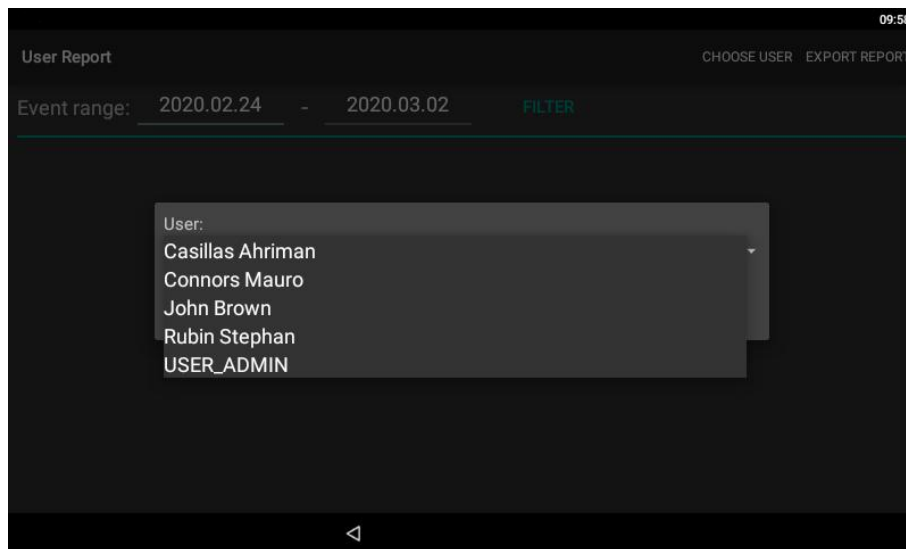 09:58
User Report CHOOSE USER EXPORT REPORT
Event range: 2020.02.24 - 2020.03.02 FILTER
User:
Casillas Ahriman
Connors Mauro
John Brown
Rubin Stephan
USER_ADMIN